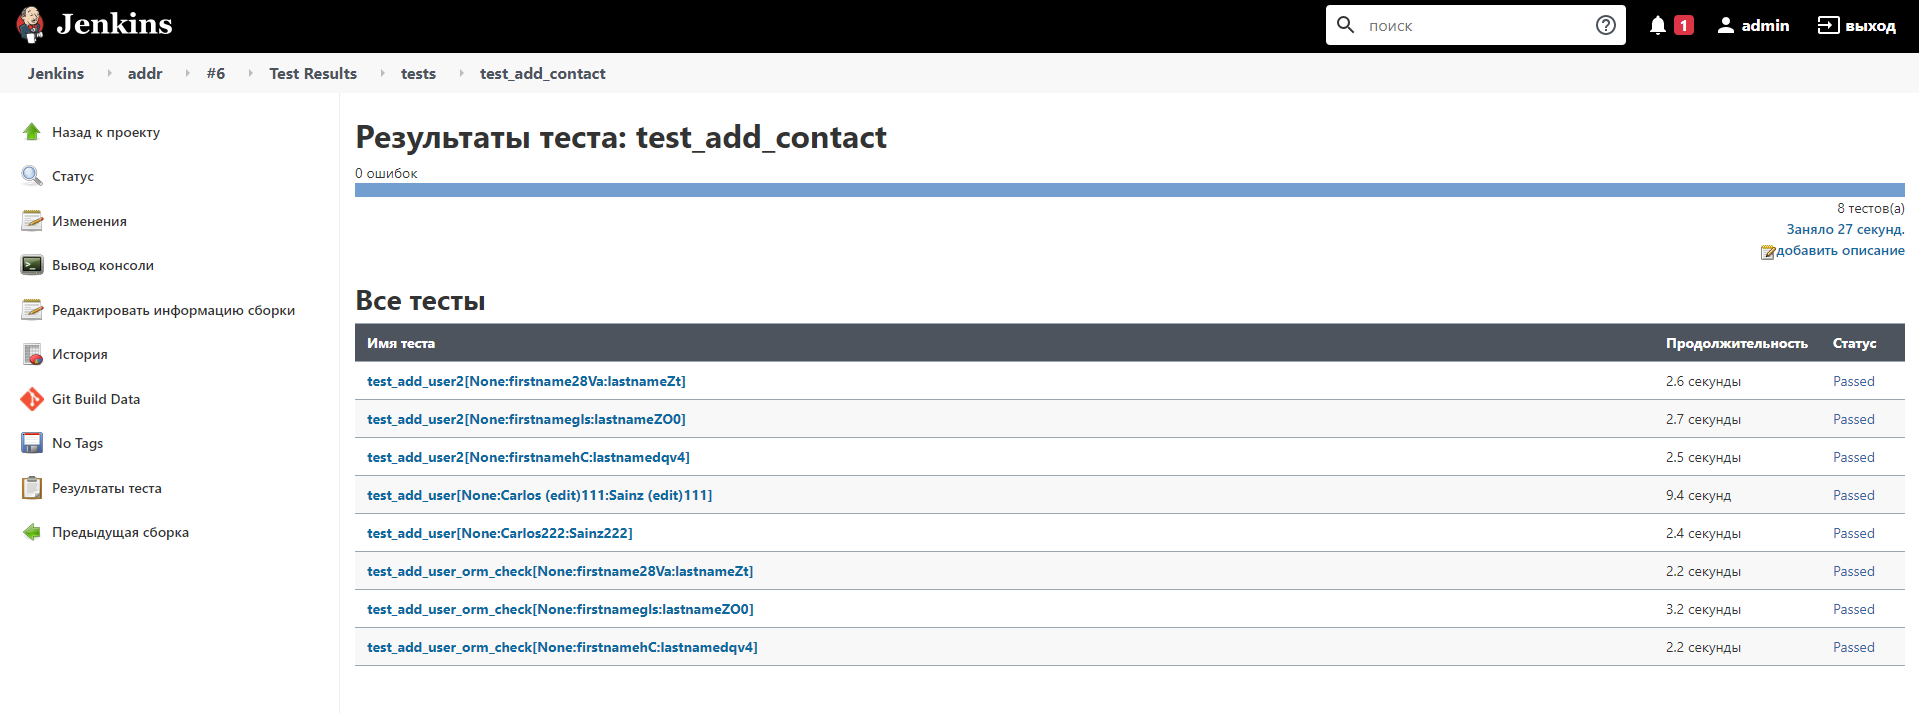 Jenkins
поиск
1
admin
выход
Jenkins addr #6 Test Results tests test_add_contact
Назад к проекту
Статус
Изменения
Вывод консоли
Редактировать информацию сборки
История
Git Build Data
No Tags
Результаты теста
Предыдущая сборка
Результаты теста: test_add_contact
0 ошибок
8 тестов(а)
Заняло 27 секунд.
добавить описание
Все тесты
Имя теста Продолжительность Статус
test_add_user2[None:firstname28Va:lastnameZt] 2.6 секунды Passed
test_add_user2[None:firstnamegls:lastnameZO0] 2.7 секунды Passed
test_add_user2[None:firstnamehC:lastnamedqv4] 2.5 секунды Passed
test_add_user[None:Carlos (edit)111:Sainz (edit)111] 9.4 секунд Passed
test_add_user[None:Carlos222:Sainz222] 2.4 секунды Passed
test_add_user_orm_check[None:firstname28Va:lastnameZt] 2.2 секунды Passed
test_add_user_orm_check[None:firstnamegls:lastnameZO0] 3.2 секунды Passed
test_add_user_orm_check[None:firstnamehC:lastnamedqv4] 2.2 секунды Passed